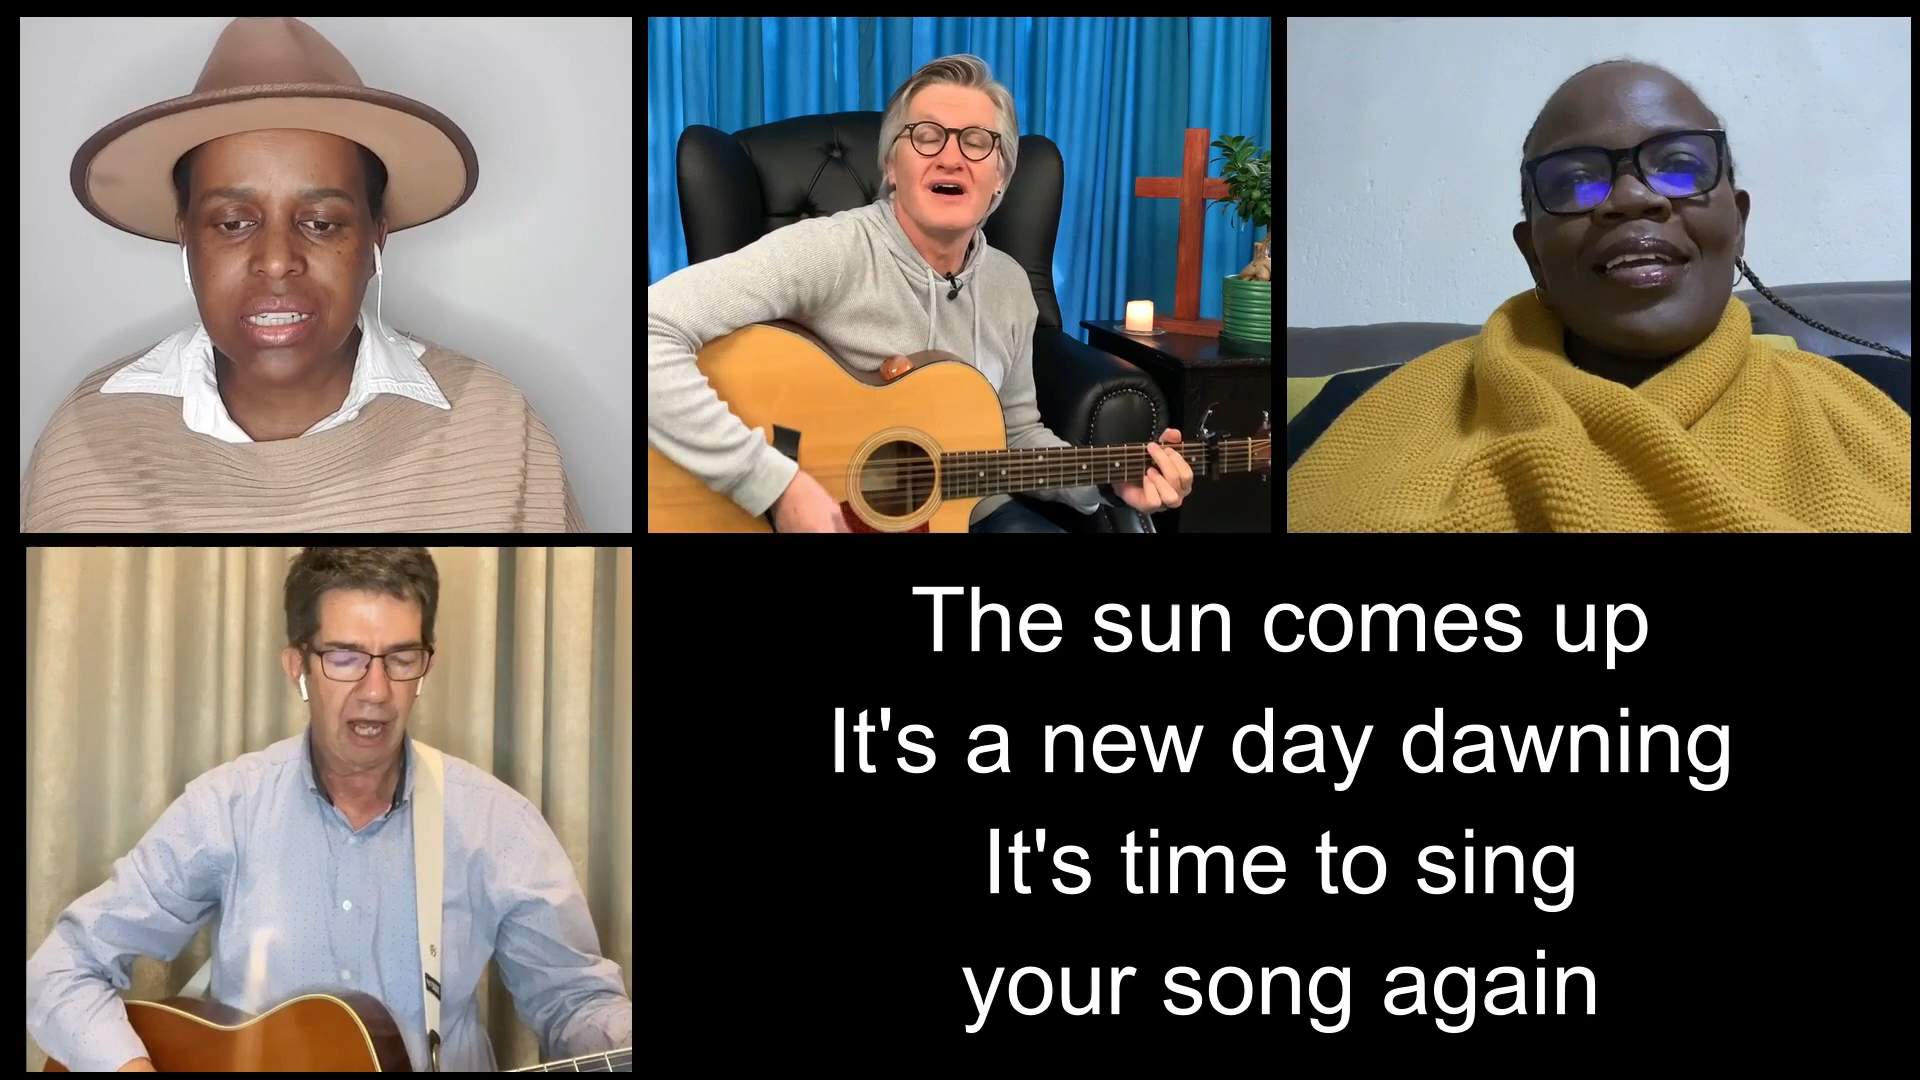 The sun comes up
It's a new day dawning
It's time to sing
your song again